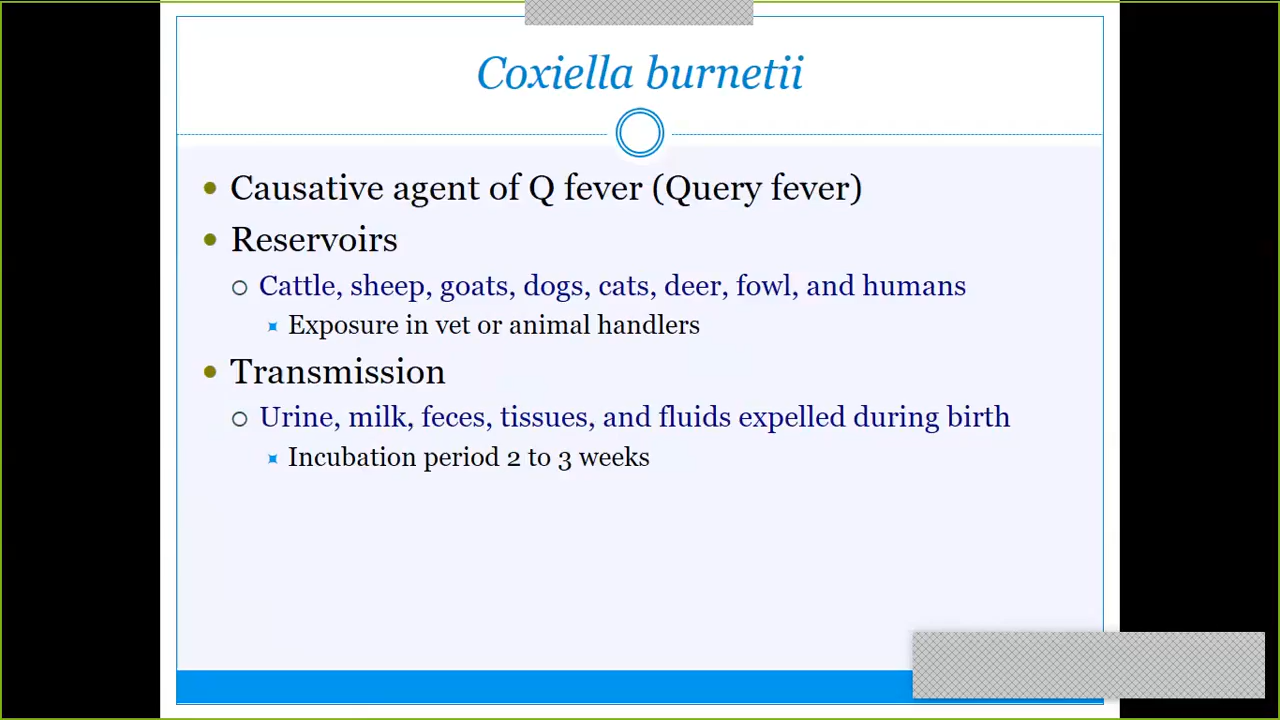 Coxiella burnetii
Causative agent of Q fever (Query fever)
Reservoirs
Cattle, sheep, goats, dogs, cats, deer, fowl, and humans
Exposure in vet or animal handlers
Transmission
Urine, milk, feces, tissues, and fluids expelled during birth
Incubation period 2 to 3 weeks